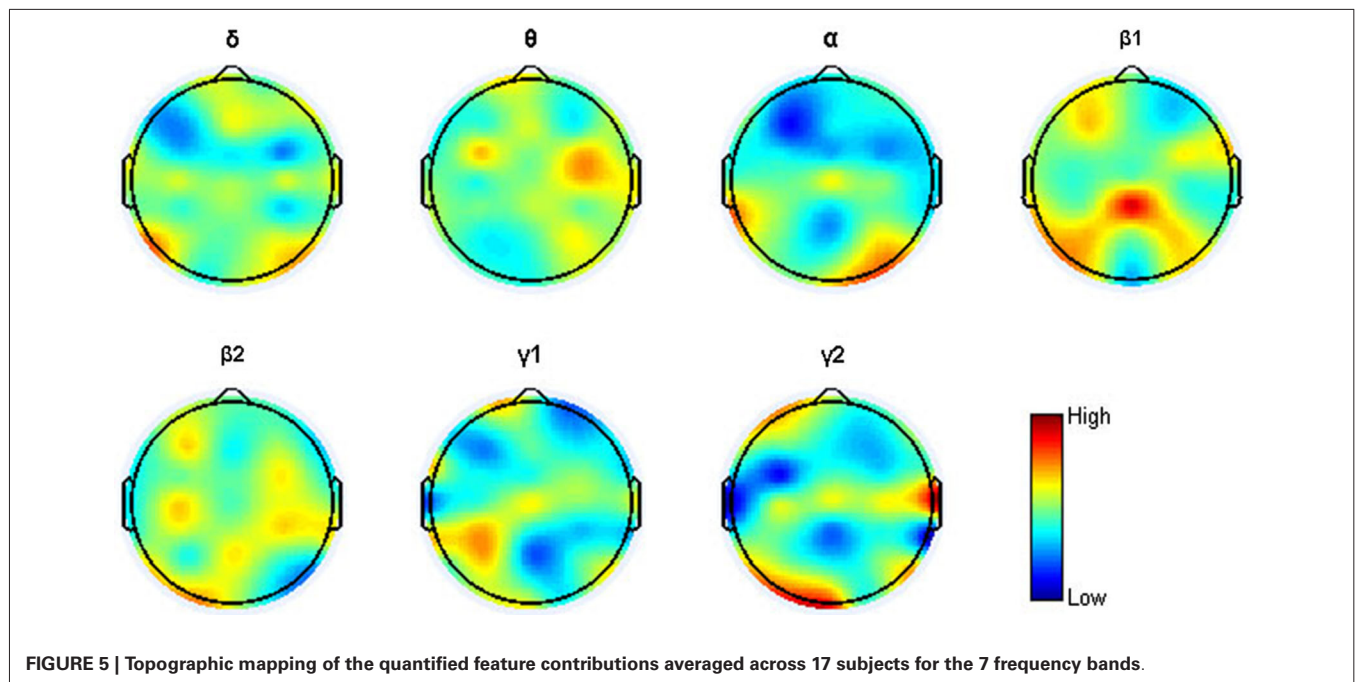 δ θ α β1
β2 γ1 γ2
High
Low
FIGURE 5 | Topographic mapping of the quantified feature contributions averaged across 17 subjects for the 7 frequency bands.